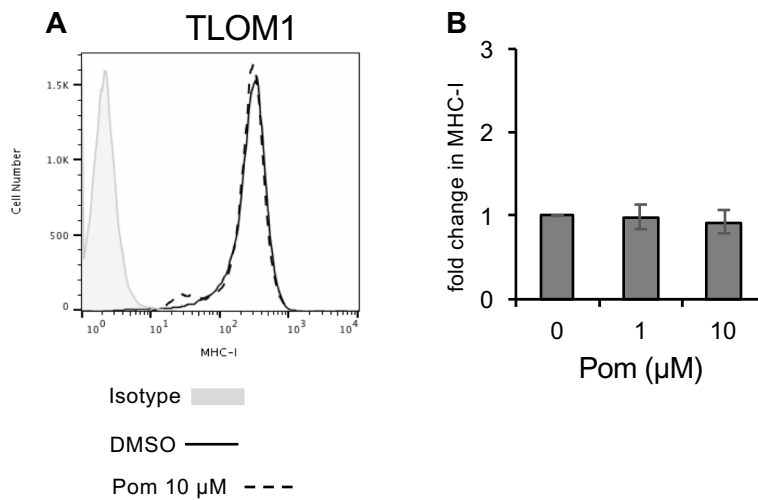 A
TLOM1
Cell Number
1.5K
1.0K
500
0
10^0
10^1
10^2
10^3
10^4
MHC-I
Isotype
DMSO
Pom 10 µM
B
fold change in MHC-I
3
2
1
0
0
1
10
Pom (µM)